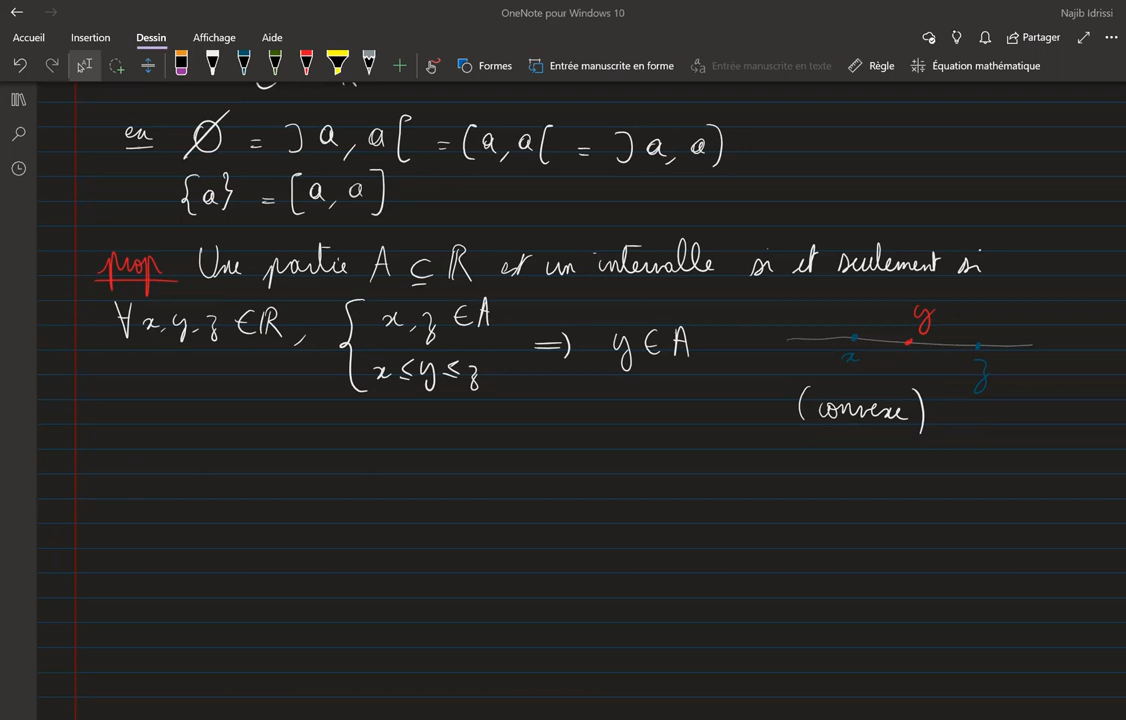 OneNote pour Windows 10
Najib Idrissi
Accueil Insertion Dessin Affichage Aide
Partager
Formes Entrée manuscrite en forme Entrée manuscrite en texte Règle Équation mathématique
ex ∅ = ]a, a[ = [a, a[ = ]a, a]
{a} = [a, a]
prop Une partie A ⊆ ℝ est un intervalle si et seulement si
∀ x, y, z ∈ ℝ, { x, z ∈ A
x ≤ y ≤ z
⟹ y ∈ A
y
x
z
(convexe)